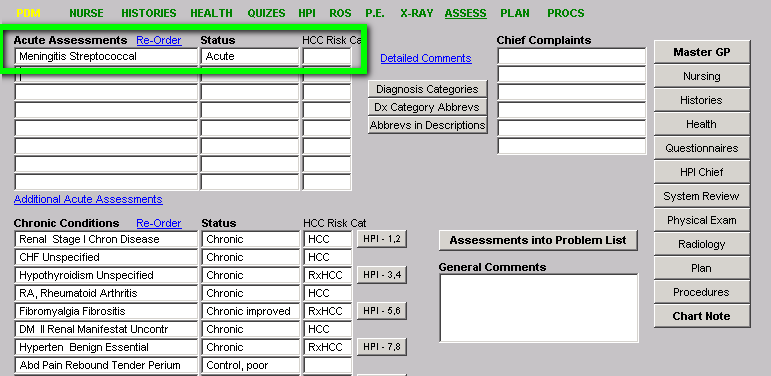 PDM NURSE HISTORIES HEALTH QUIZES HPI ROS P.E. X-RAY ASSESS PLAN PROCS
Acute Assessments Re-Order Status HCC Risk Cat
Meningitis Streptococcal Acute
Additional Acute Assessments
Detailed Comments
Diagnosis Categories
Dx Category Abbrevs
Abbrevs in Descriptions
Chief Complaints
Master GP
Nursing
Histories
Health
Questionnaires
HPI Chief
System Review
Physical Exam
Radiology
Plan
Procedures
Chart Note
Chronic Conditions Re-Order Status HCC Risk Cat
Renal Stage I Chron Disease Chronic HCC HPI - 1,2
CHF Unspecified Chronic HCC
Hypothyroidism Unspecified Chronic RxHCC HPI - 3,4
RA, Rheumatoid Arthritis Chronic HCC
Fibromyalgia Fibrositis Chronic improved RxHCC HPI - 5,6
DM II Renal Manifestat Uncontr Chronic HCC
Hyperten Benign Essential Chronic RxHCC HPI - 7,8
Abd Pain Rebound Tender Perium Control, poor
Assessments into Problem List
General Comments